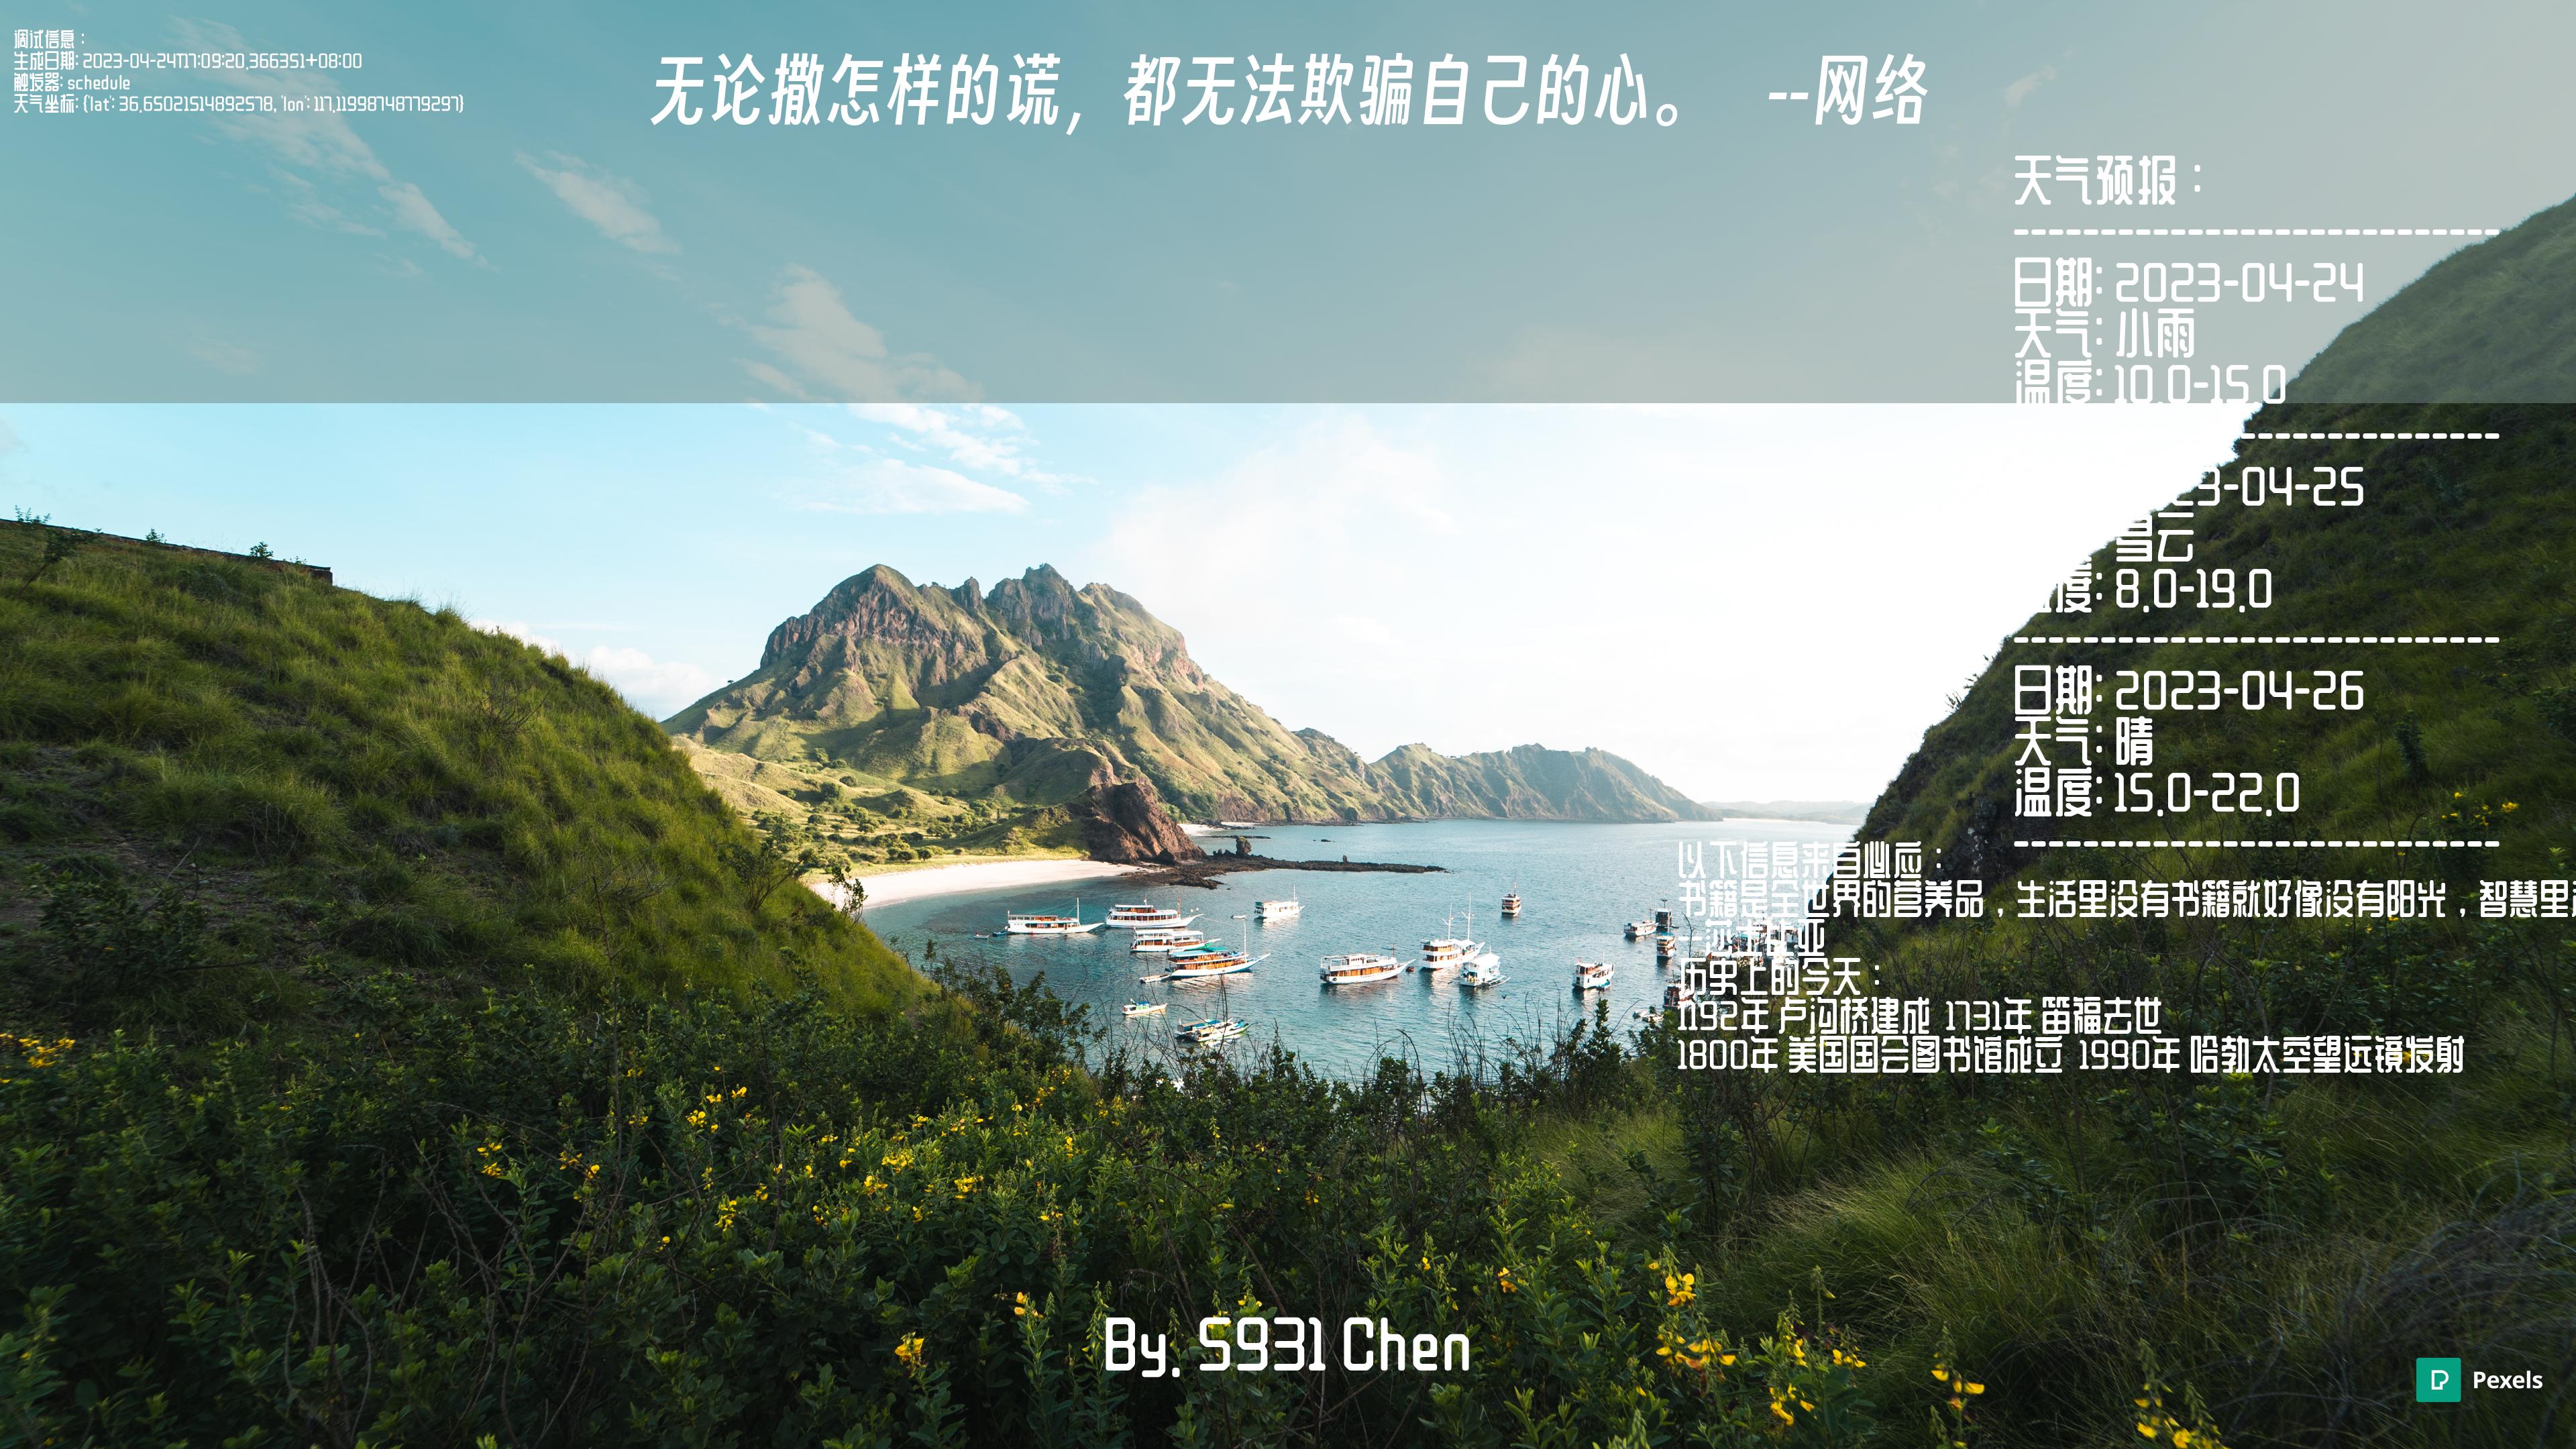 调试信息：
生成日期: 2023-04-24T17:09:20.366351+08:00
触发器: schedule
天气坐标: {'lat': 36.65021514892578, 'lon': 117.11998748779297}
无论撒怎样的谎，都无法欺骗自己的心。 --网络
天气预报：
----------------------------
日期: 2023-04-24
天气: 小雨
温度: 10.0-15.0
---------------
3-04-25
多云
度: 8.0-19.0
----------------------------
日期: 2023-04-26
天气: 晴
温度: 15.0-22.0
----------------------------
以下信息来自必应：
书籍是全世界的营养品，生活里没有书籍就好像没有阳光，智慧里
莎士比亚
历史上的今天：
1192年 卢沟桥建成 1731年 笛福去世
1800年 美国国会图书馆成立 1990年 哈勃太空望远镜发射
By. S931 Chen
Pexels